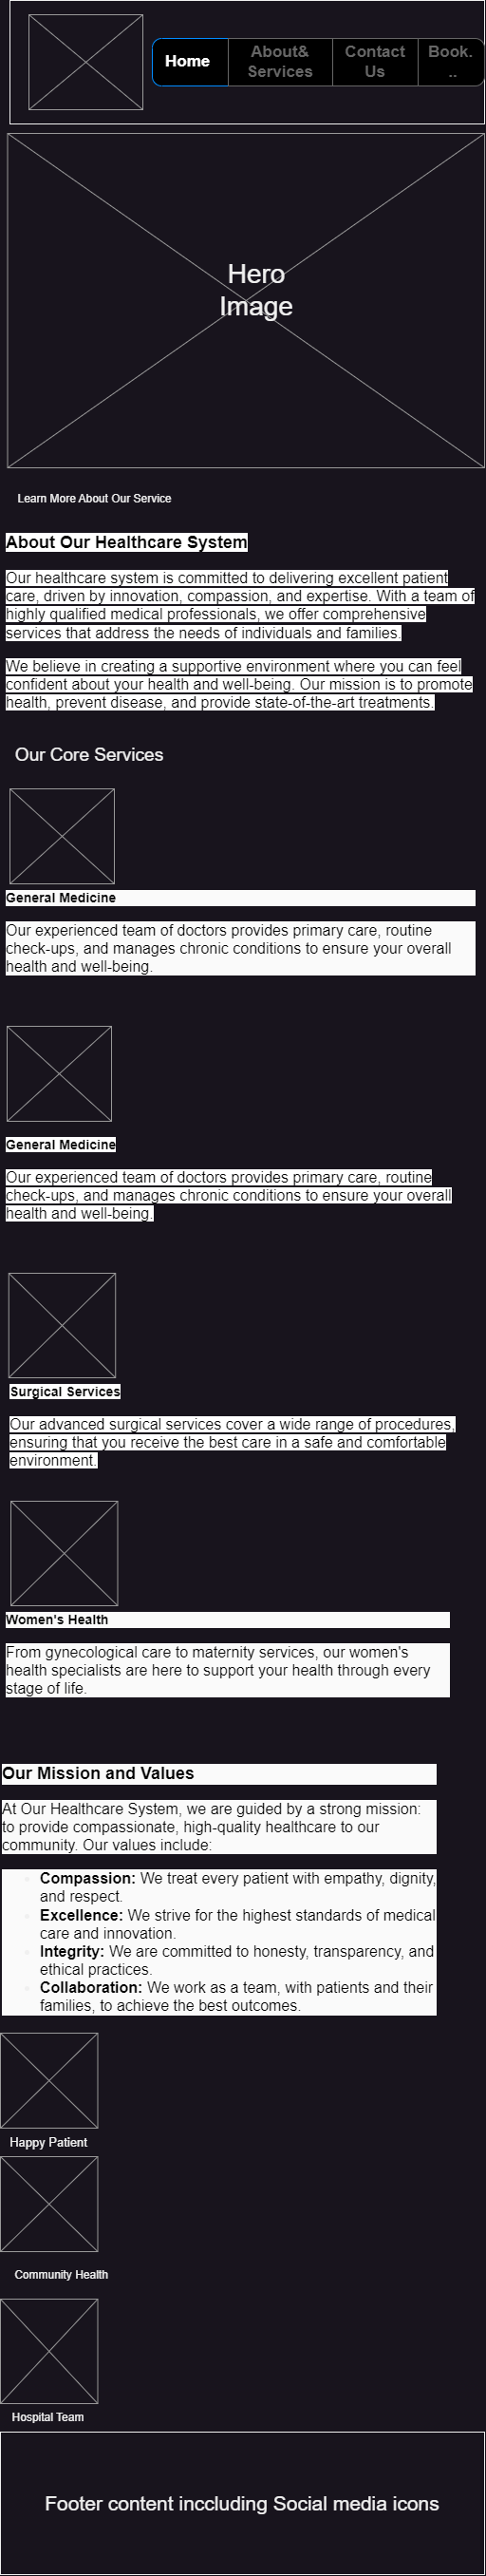 Home
About&
Services
Contact
Us
Book.
..
Hero
Image
Learn More About Our Service
About Our Healthcare System
Our healthcare system is committed to delivering excellent patient
care, driven by innovation, compassion, and expertise. With a team of
highly qualified medical professionals, we offer comprehensive
services that address the needs of individuals and families.
We believe in creating a supportive environment where you can feel
confident about your health and well-being. Our mission is to promote
health, prevent disease, and provide state-of-the-art treatments.
Our Core Services
General Medicine
Our experienced team of doctors provides primary care, routine
check-ups, and manages chronic conditions to ensure your overall
health and well-being.
General Medicine
Our experienced team of doctors provides primary care, routine
check-ups, and manages chronic conditions to ensure your overall
health and well-being.
Surgical Services
Our advanced surgical services cover a wide range of procedures,
ensuring that you receive the best care in a safe and comfortable
environment.
Women's Health
From gynecological care to maternity services, our women's
health specialists are here to support your health through every
stage of life.
Our Mission and Values
At Our Healthcare System, we are guided by a strong mission:
to provide compassionate, high-quality healthcare to our
community. Our values include:
Compassion: We treat every patient with empathy, dignity,
and respect.
Excellence: We strive for the highest standards of medical
care and innovation.
Integrity: We are committed to honesty, transparency, and
ethical practices.
Collaboration: We work as a team, with patients and their
families, to achieve the best outcomes.
Happy Patient
Community Health
Hospital Team
Footer content inccluding Social media icons